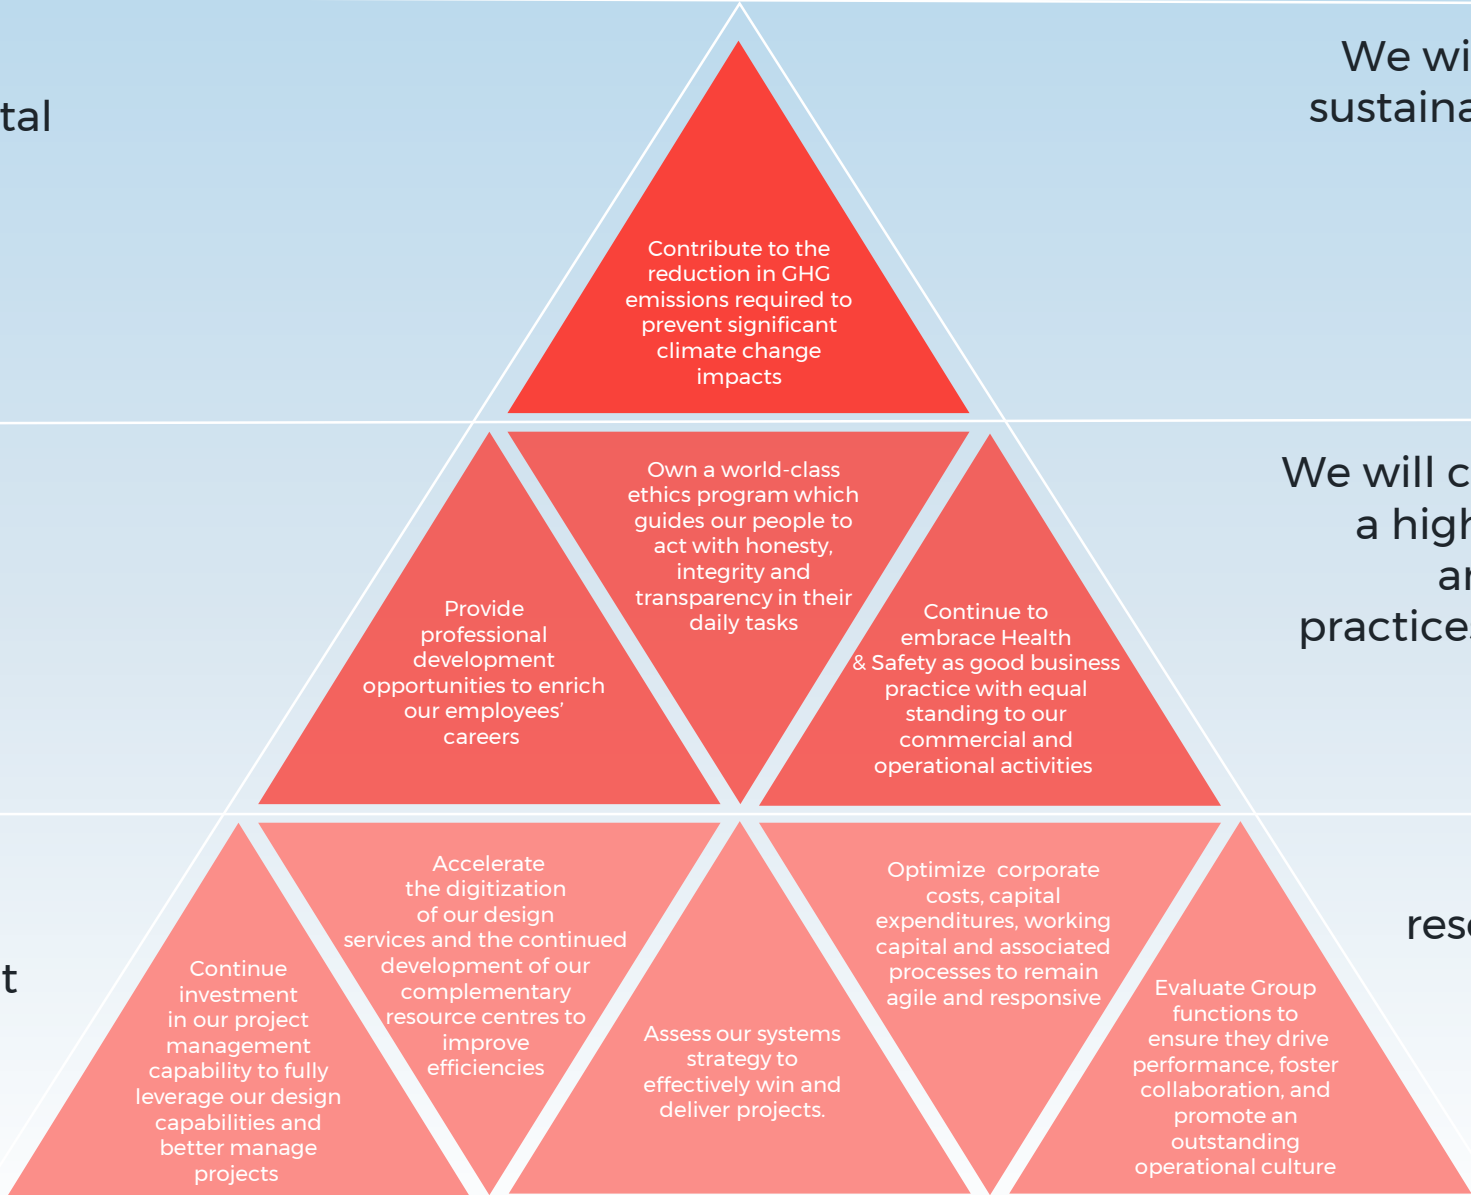 tal
We wi
sustaina
Contribute to the
reduction in GHG
emissions required to
prevent significant
climate change
impacts
We will c
a high
ar
practices
Own a world-class
ethics program which
guides our people to
act with honesty,
integrity and
transparency in their
daily tasks
Provide
professional
development
opportunities to enrich
our employees’
careers
Continue to
embrace Health
& Safety as good business
practice with equal
standing to our
commercial and
operational activities
t
rese
Continue
investment
in our project
management
capability to fully
leverage our design
capabilities and
better manage
projects
Accelerate
the digitization
of our design
services and the continued
development of our
complementary
resource centres to
improve
efficiencies
Assess our systems
strategy to
effectively win and
deliver projects.
Optimize corporate
costs, capital
expenditures, working
capital and associated
processes to remain
agile and responsive
Evaluate Group
functions to
ensure they drive
performance, foster
collaboration, and
promote an
outstanding
operational culture